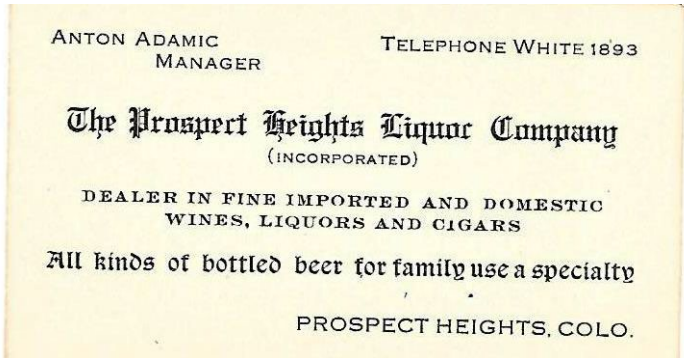 ANTON ADAMIC
MANAGER
TELEPHONE WHITE 1893
The Prospect Heights Liquor Company
(INCORPORATED)
DEALER IN FINE IMPORTED AND DOMESTIC
WINES, LIQUORS AND CIGARS
All kinds of bottled beer for family use a specialty
PROSPECT HEIGHTS, COLO.